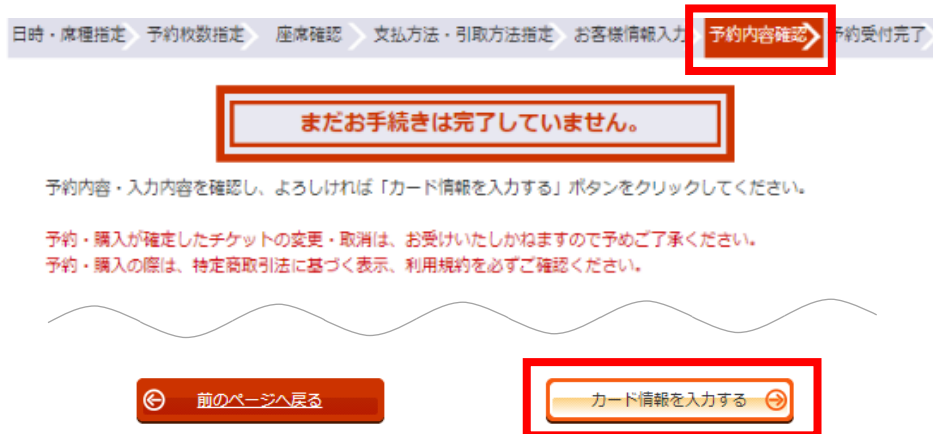 日時・席種指定 予約枚数指定 座席確認 支払方法・引取方法指定 お客様情報入力 予約内容確認 予約受付完了
まだお手続きは完了していません。
予約内容・入力内容を確認し、よろしければ「カード情報を入力する」ボタンをクリックしてください。
予約・購入が確定したチケットの変更・取消は、お受けいたしかねますので予めご了承ください。
予約・購入の際は、特定商取引法に基づく表示、利用規約を必ずご確認ください。
前のページへ戻る カード情報を入力する